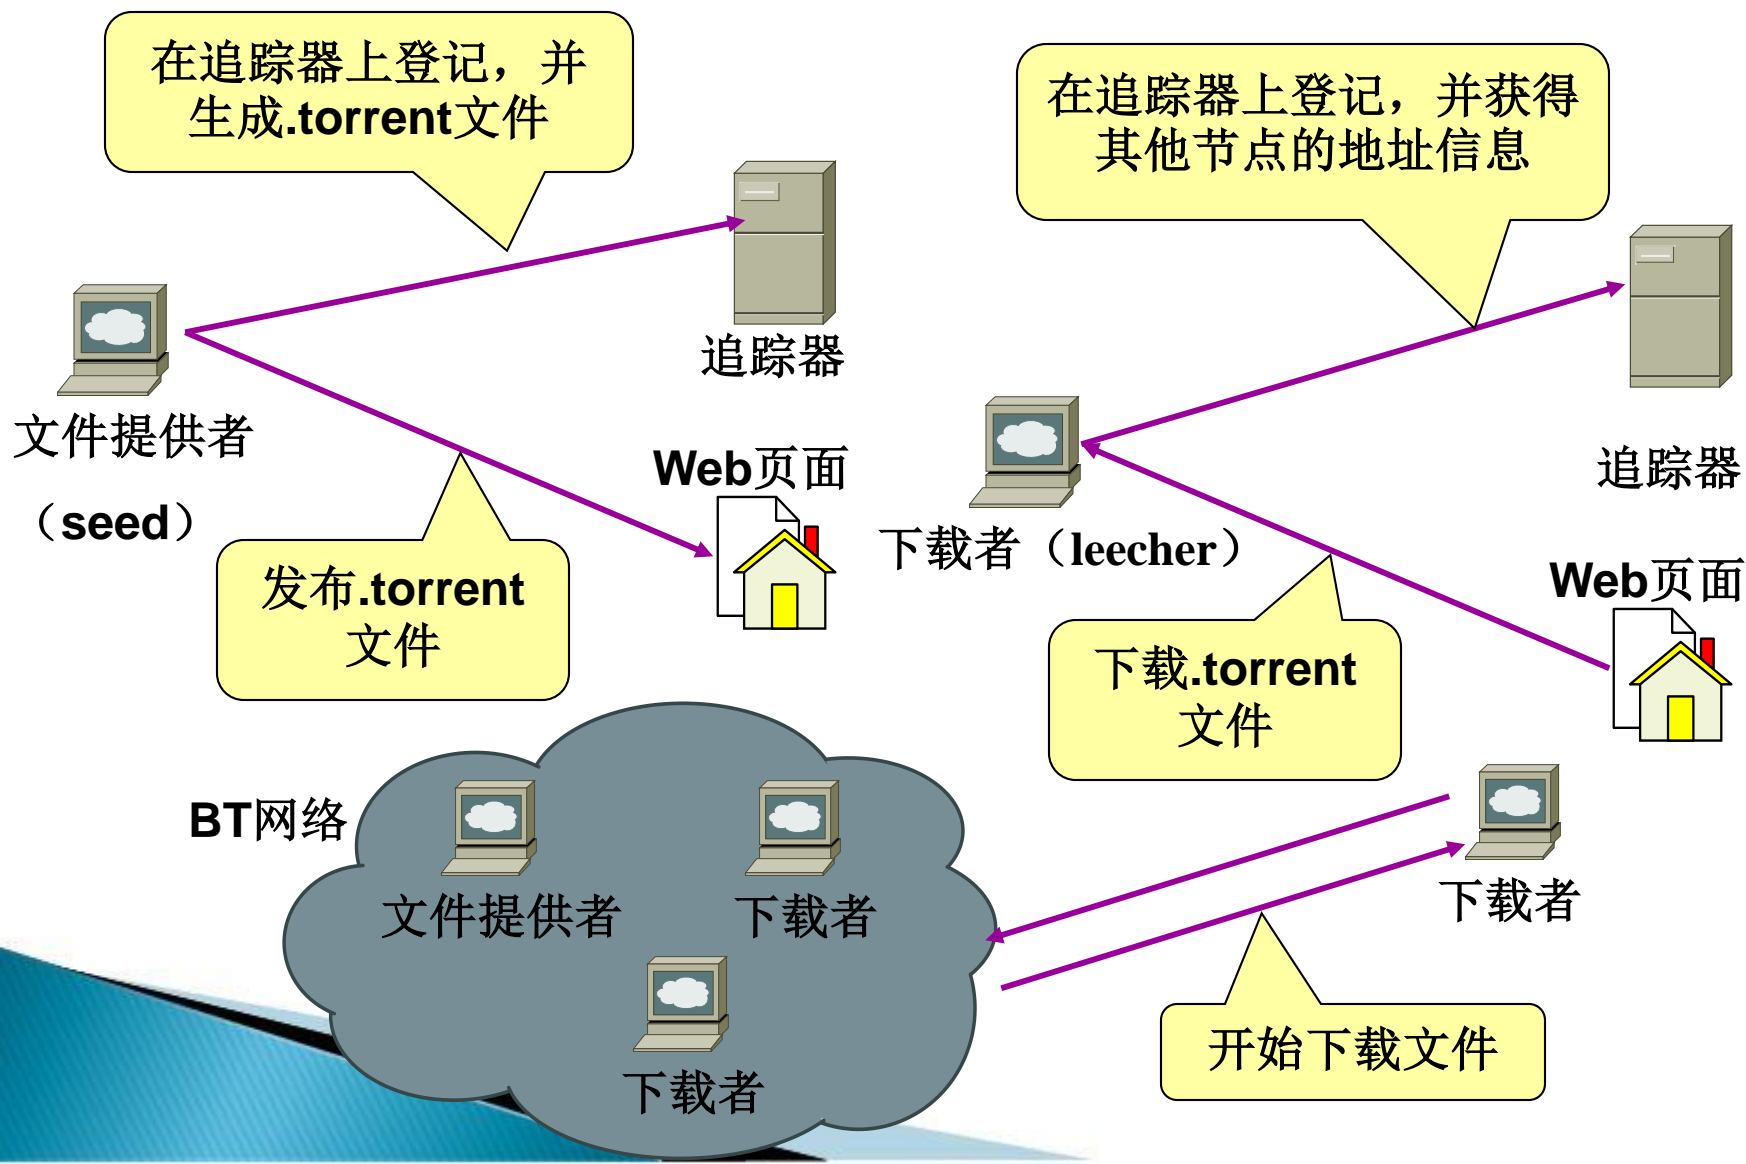 在追踪器上登记，并
生成.torrent文件
追踪器
文件提供者
（seed）
Web页面
发布.torrent
文件
在追踪器上登记，并获得
其他节点的地址信息
追踪器
下载者（leecher）
Web页面
下载.torrent
文件
BT网络
文件提供者
下载者
下载者
下载者
开始下载文件